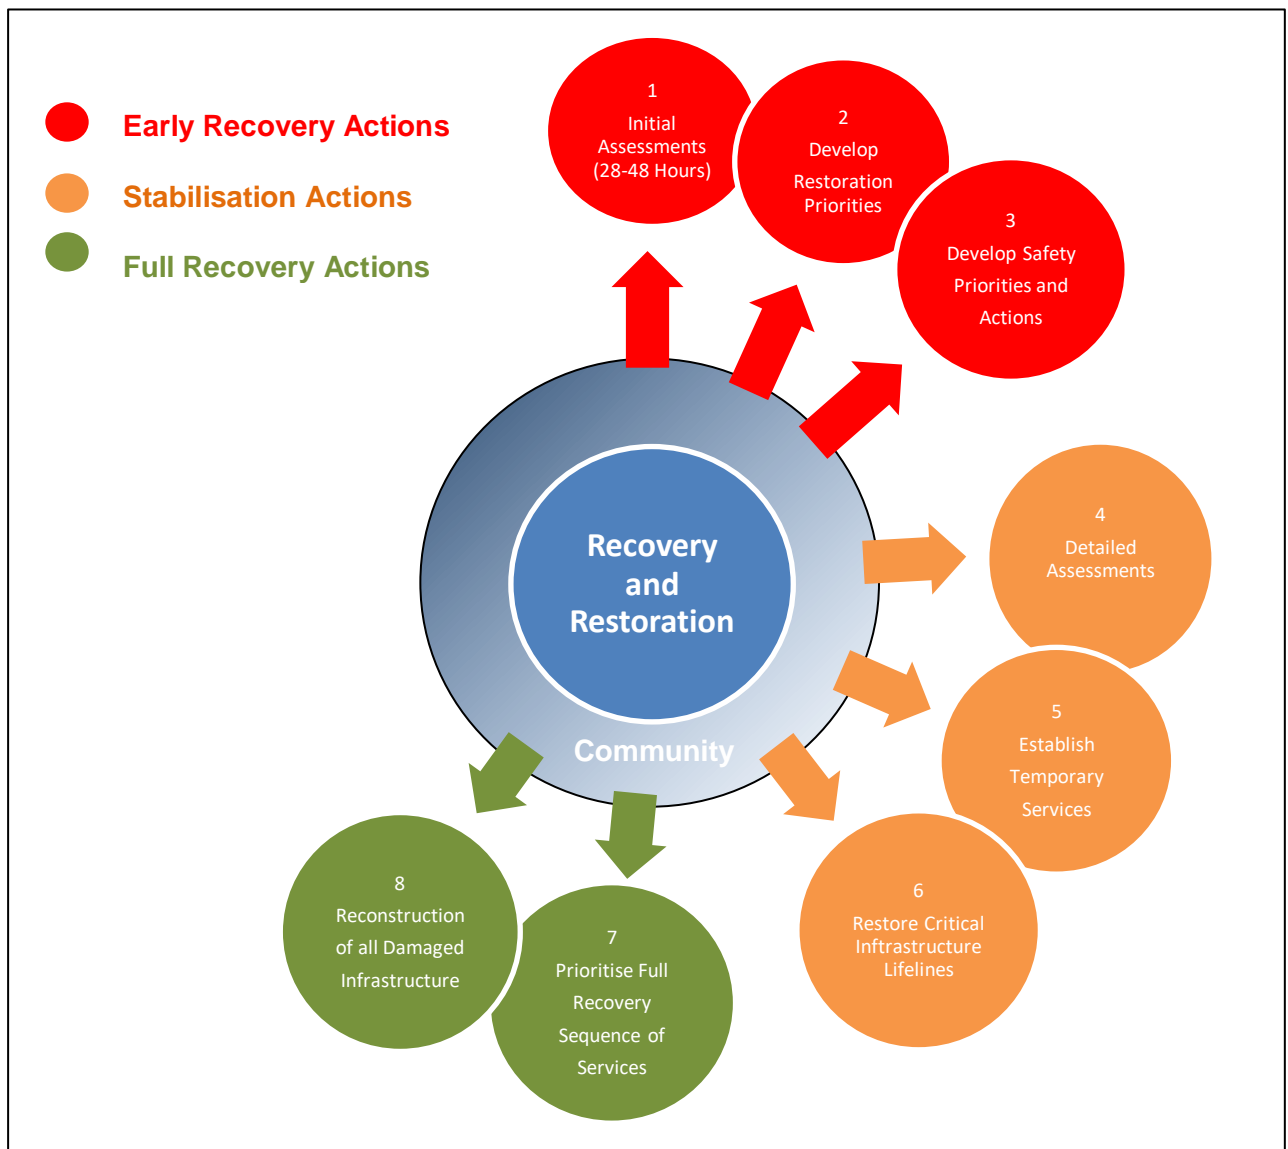 Early Recovery Actions
Stabilisation Actions
Full Recovery Actions
1
Initial
Assessments
(28-48 Hours)
2
Develop
Restoration
Priorities
3
Develop Safety
Priorities and
Actions
4
Detailed
Assessments
5
Establish
Temporary
Services
6
Restore Critical
Inftrastructure
Lifelines
7
Prioritise Full
Recovery
Sequence of
Services
8
Reconstruction
of all Damaged
Infrastructure
Recovery
and
Restoration
Community